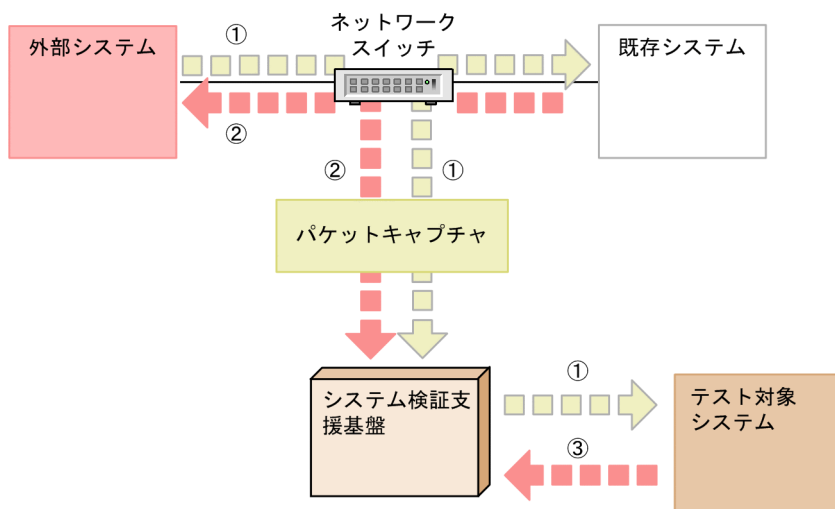 ネットワーク
スイッチ
外部システム
①
既存システム
②
②
①
パケットキャプチャ
システム検証支
援基盤
①
テスト対象
システム
③